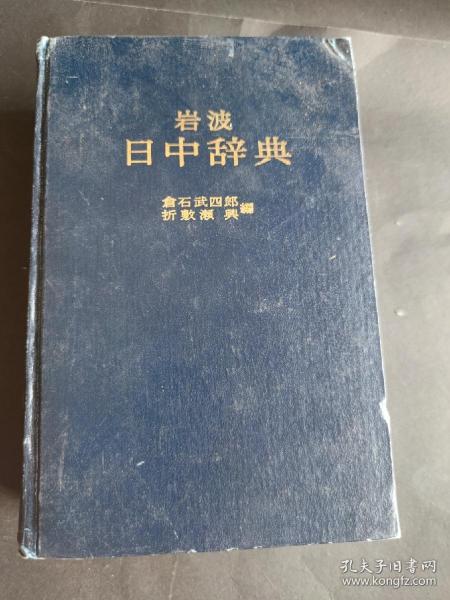 岩波
日中辞典
倉石武四郎
折敷瀬 興
編
孔夫子旧书网
www.kongfz.com